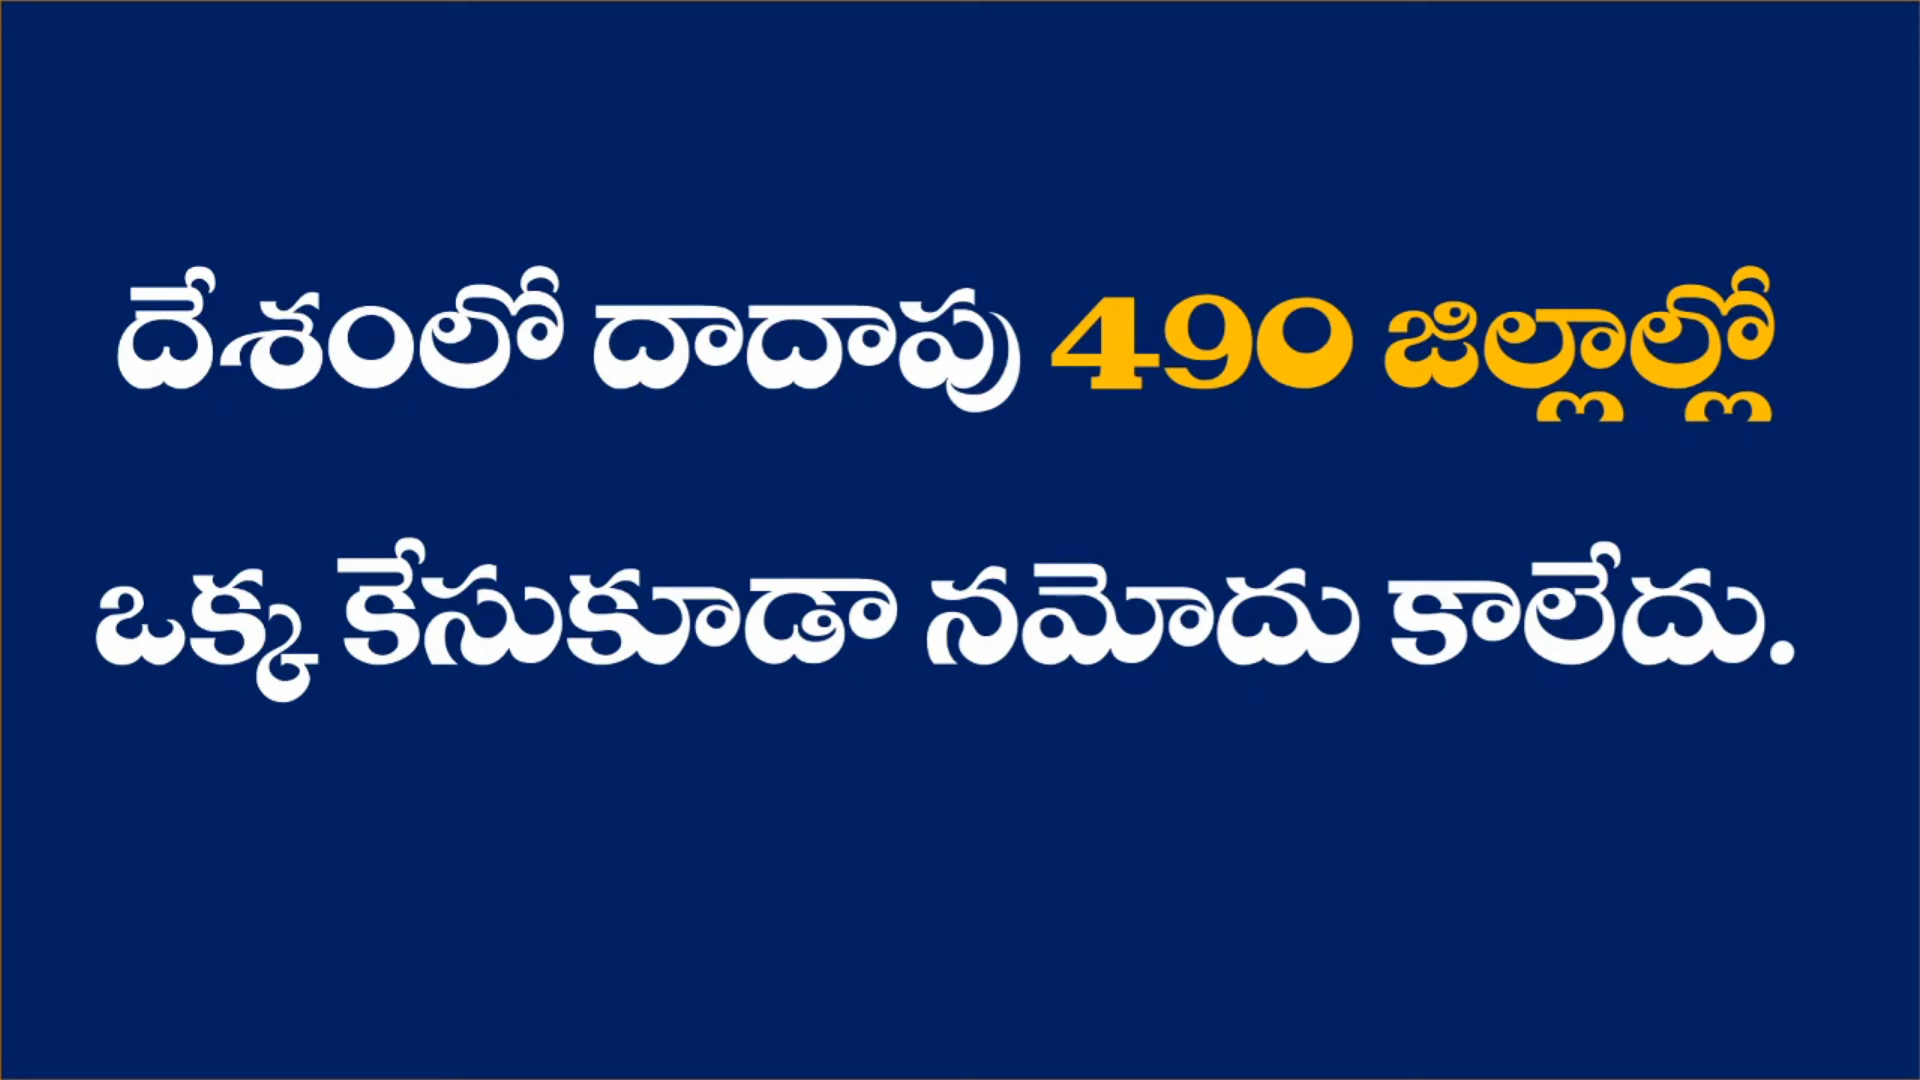 దేశంలో దాదాపు 490 జిల్లాల్లో
ఒక్క కేసుకూడా నమోదు కాలేదు.